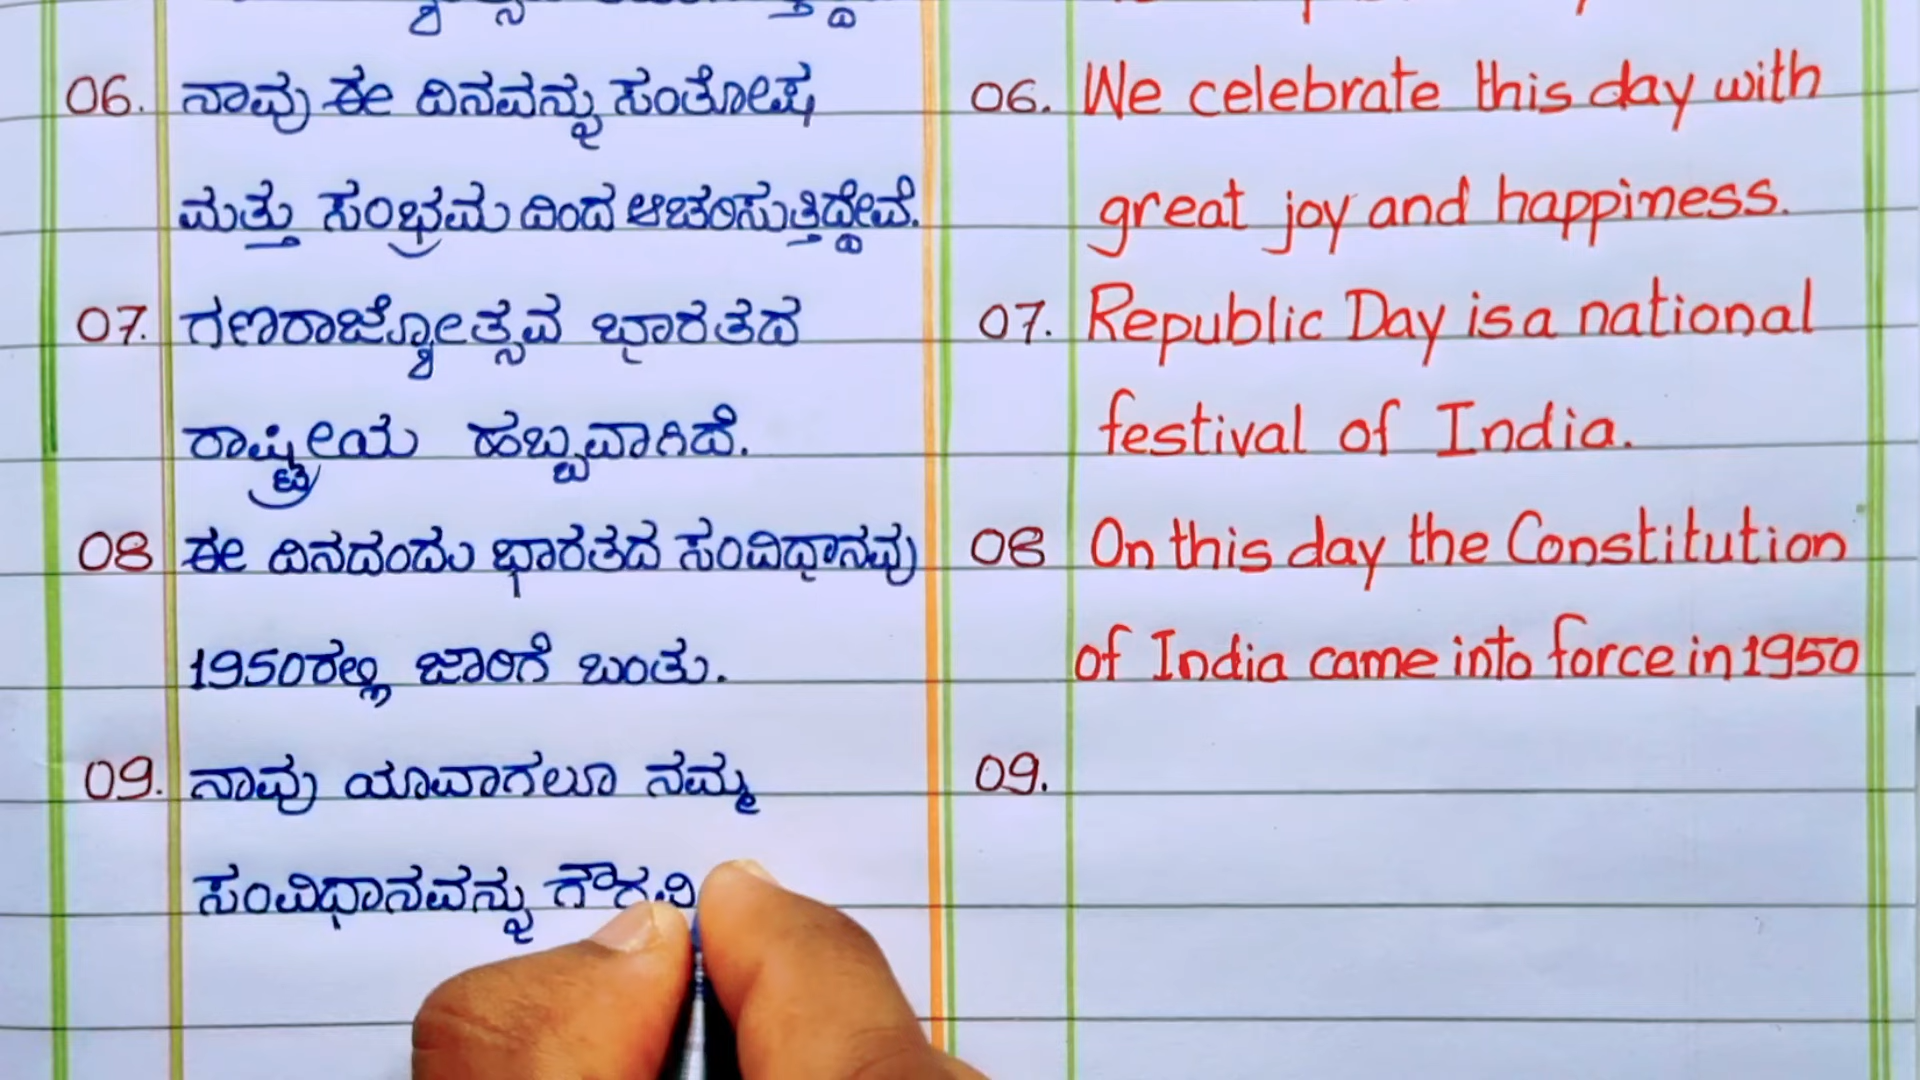 06. ನಾವು ಈ ದಿನವನ್ನು ಸಂತೋಷ
ಮತ್ತು ಸಂಭ್ರಮದಿಂದ ಆಚರಿಸುತ್ತಿದ್ದೇವೆ.
07. ಗಣರಾಜ್ಯೋತ್ಸವ ಭಾರತದ
ರಾಷ್ಟ್ರೀಯ ಹಬ್ಬವಾಗಿದೆ.
08 ಈ ದಿನದಂದು ಭಾರತದ ಸಂವಿಧಾನವು
1950ರಲ್ಲಿ ಜಾರಿಗೆ ಬಂತು.
09. ನಾವು ಯಾವಾಗಲೂ ನಮ್ಮ
ಸಂವಿಧಾನವನ್ನು ಗೌರವಿ
06. We celebrate this day with
great joy and happiness.
07. Republic Day is a national
festival of India.
08 On this day the Constitution
of India came into force in 1950
09.